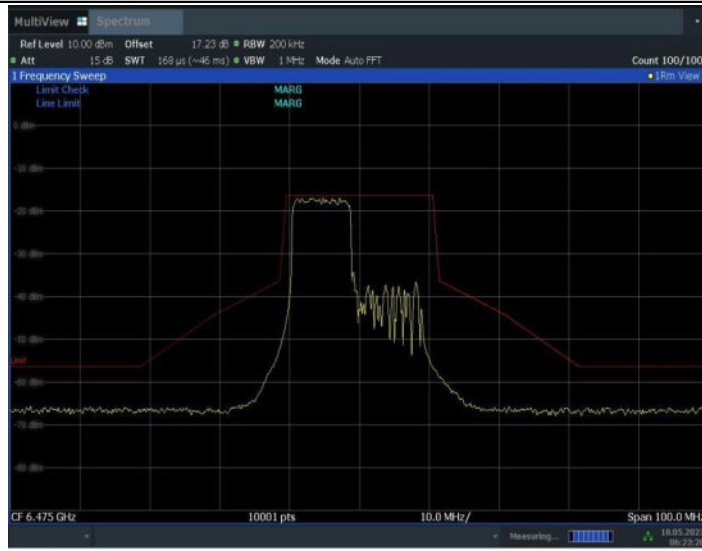 MultiView Spectrum
Ref Level 10.00 dBm Offset 17.23 dB RBW 200 kHz
Att 15 dB SWT 168 µs (~46 ms) VBW 1 MHz Mode Auto FFT Count 100/100
1 Frequency Sweep 1Rm View
Limit Check MARG
Line Limit MARG
0 dBm
-10 dBm
-20 dBm
-30 dBm
-40 dBm
-50 dBm
-60 dBm
-70 dBm
-80 dBm
CF 6.475 GHz 10001 pts 10.0 MHz/ Span 100.0 MHz
Measuring... 18.05.2023